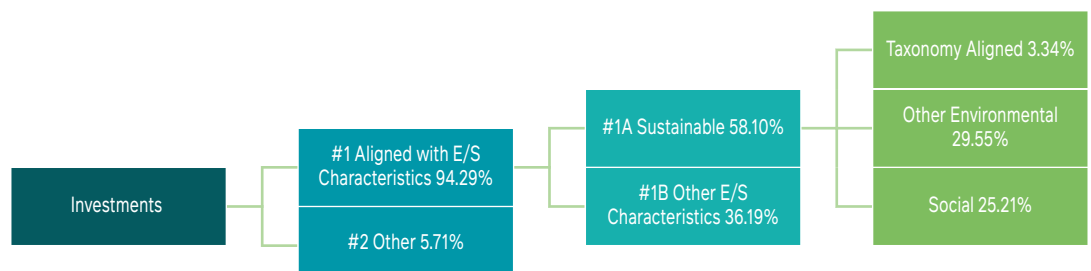 Investments
#1 Aligned with E/S
Characteristics 94.29%
#2 Other 5.71%
#1A Sustainable 58.10%
#1B Other E/S
Characteristics 36.19%
Taxonomy Aligned 3.34%
Other Environmental
29.55%
Social 25.21%